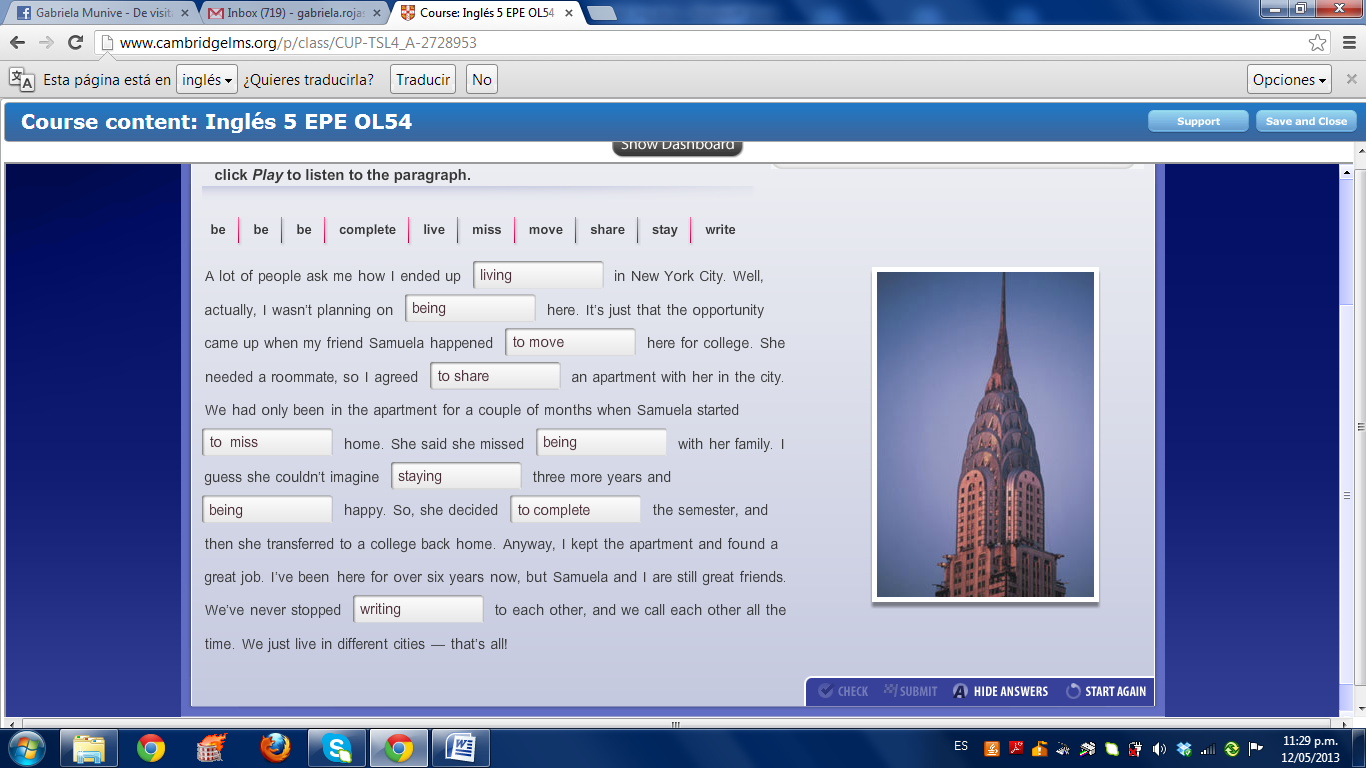 Gabriela Munive - De visit
Inbox (719) - gabriela.roja
Course: Inglés 5 EPE OL54
www.cambridgelms.org/p/class/CUP-TSL4_A-2728953
Esta página está en inglés ¿Quieres traducirla? Traducir No Opciones
Course content: Inglés 5 EPE OL54 Support Save and Close
Show Dashboard
click Play to listen to the paragraph.
be be be complete live miss move share stay write
A lot of people ask me how I ended up living in New York City. Well,
actually, I wasn't planning on being here. It's just that the opportunity
came up when my friend Samuela happened to move here for college. She
needed a roommate, so I agreed to share an apartment with her in the city.
We had only been in the apartment for a couple of months when Samuela started
to miss home. She said she missed being with her family. I
guess she couldn't imagine staying three more years and
being happy. So, she decided to complete the semester, and
then she transferred to a college back home. Anyway, I kept the apartment and found a
great job. I've been here for over six years now, but Samuela and I are still great friends.
We've never stopped writing to each other, and we call each other all the
time. We just live in different cities — that's all!
CHECK SUBMIT HIDE ANSWERS START AGAIN
ES
11:29 p.m.
12/05/2013